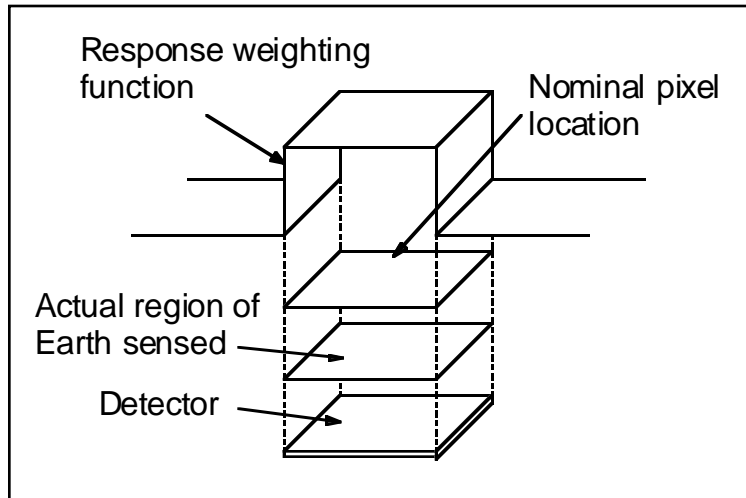 Response weighting
function
Nominal pixel
location
Actual region of
Earth sensed
Detector